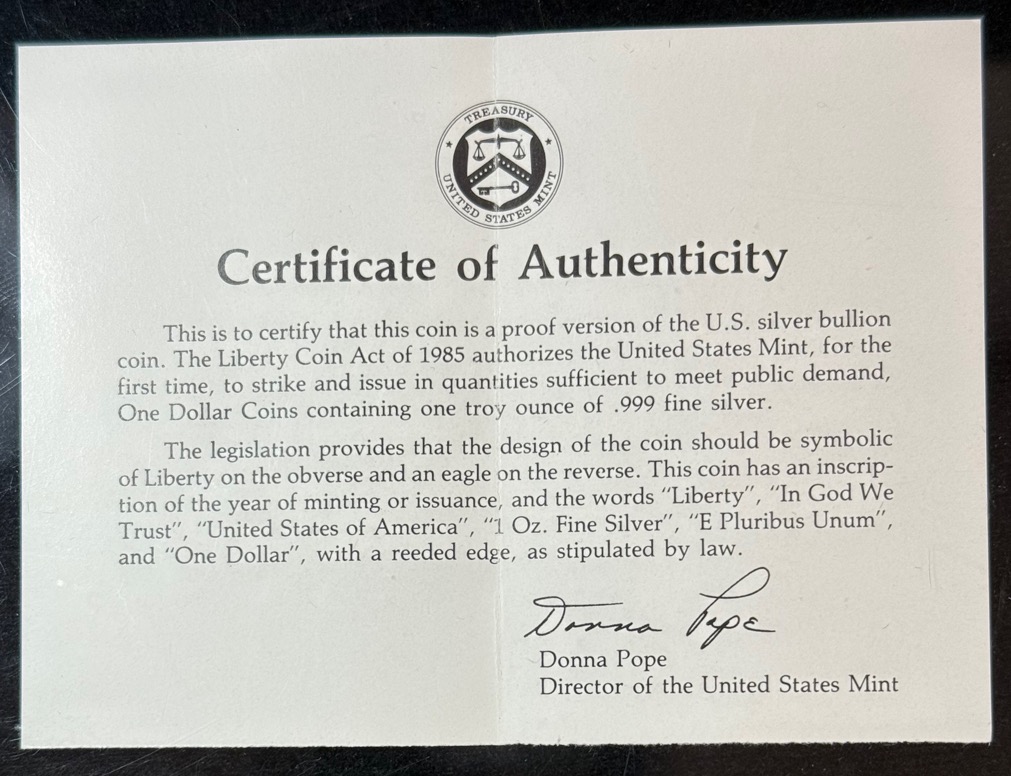 TREASURY
UNITED STATES MINT
Certificate of Authenticity
This is to certify that this coin is a proof version of the U.S. silver bullion
coin. The Liberty Coin Act of 1985 authorizes the United States Mint, for the
first time, to strike and issue in quantities sufficient to meet public demand,
One Dollar Coins containing one troy ounce of .999 fine silver.
The legislation provides that the design of the coin should be symbolic
of Liberty on the obverse and an eagle on the reverse. This coin has an inscrip-
tion of the year of minting or issuance, and the words “Liberty”, “In God We
Trust”, “United States of America”, “1 Oz. Fine Silver”, “E Pluribus Unum”,
and “One Dollar”, with a reeded edge, as stipulated by law.
Donna Pope
Donna Pope
Director of the United States Mint